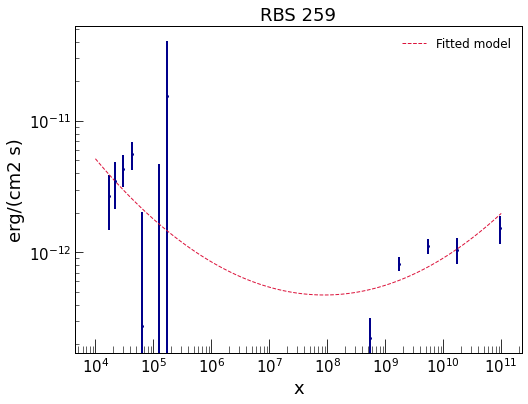 RBS 259
Fitted model
erg/(cm2 s)
10⁻¹¹
10⁻¹²
10⁴ 10⁵ 10⁶ 10⁷ 10⁸ 10⁹ 10¹⁰ 10¹¹
x